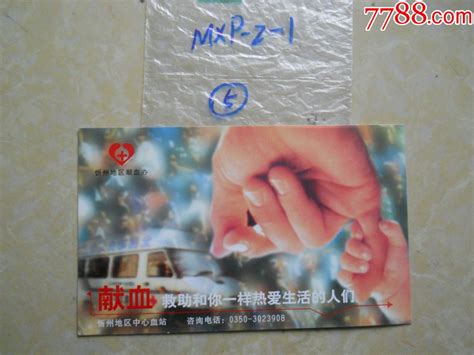 7788.com
MXP-2-1
5
忻州地区献血办
献血 救助和你一样热爱生活的人们
忻州地区中心血站 咨询电话：0350-3023908